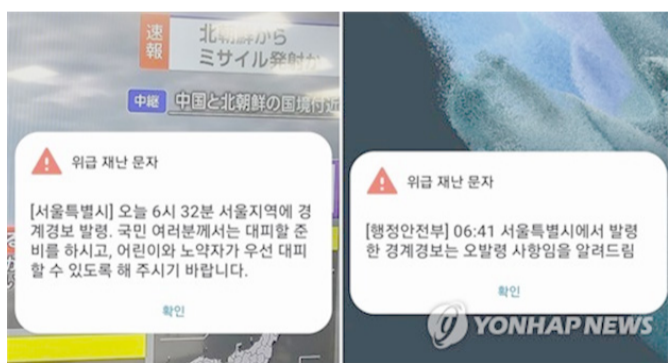 速報
北朝鮮から
ミサイル発射か
中継 中国と北朝鮮の国境付近
위급 재난 문자
[서울특별시] 오늘 6시 32분 서울지역에 경
계경보 발령. 국민 여러분께서는 대피할 준
비를 하시고, 어린이와 노약자가 우선 대피
할 수 있도록 해 주시기 바랍니다.
확인
위급 재난 문자
[행정안전부] 06:41 서울특별시에서 발령
한 경계경보는 오발령 사항임을 알려드림
확인
YONHAP NEWS